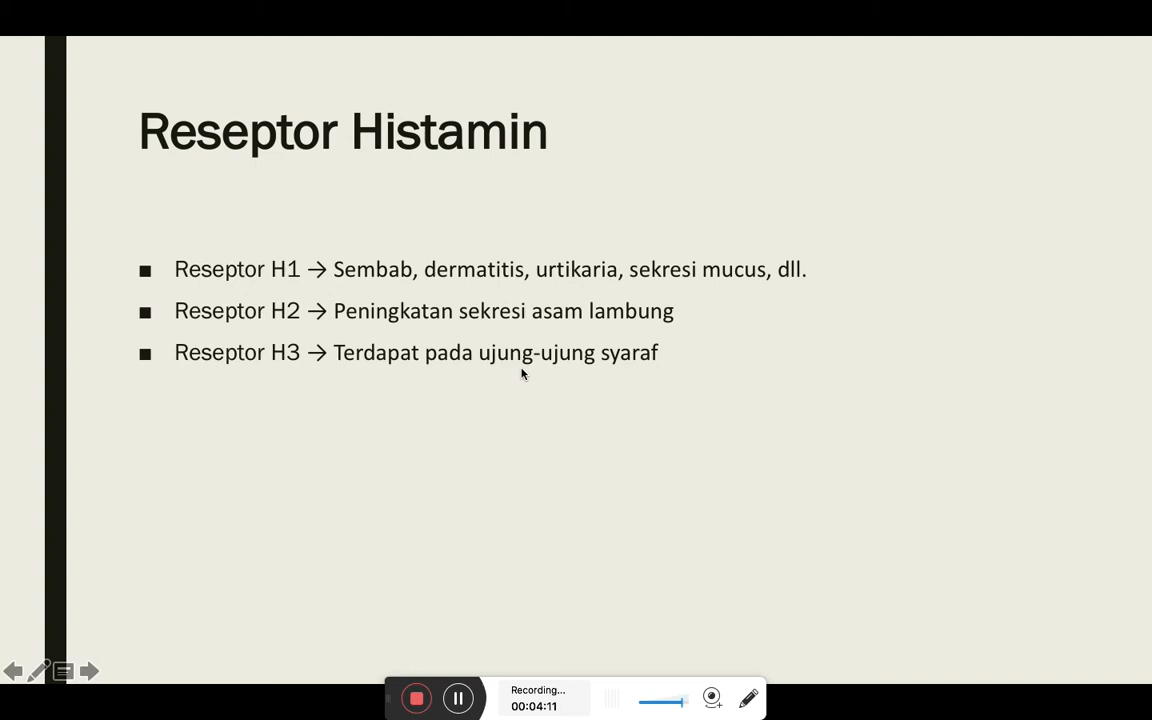 Reseptor Histamin
■ Reseptor H1 → Sembab, dermatitis, urtikaria, sekresi mucus, dll.
■ Reseptor H2 → Peningkatan sekresi asam lambung
■ Reseptor H3 → Terdapat pada ujung-ujung syaraf
Recording...
00:04:11